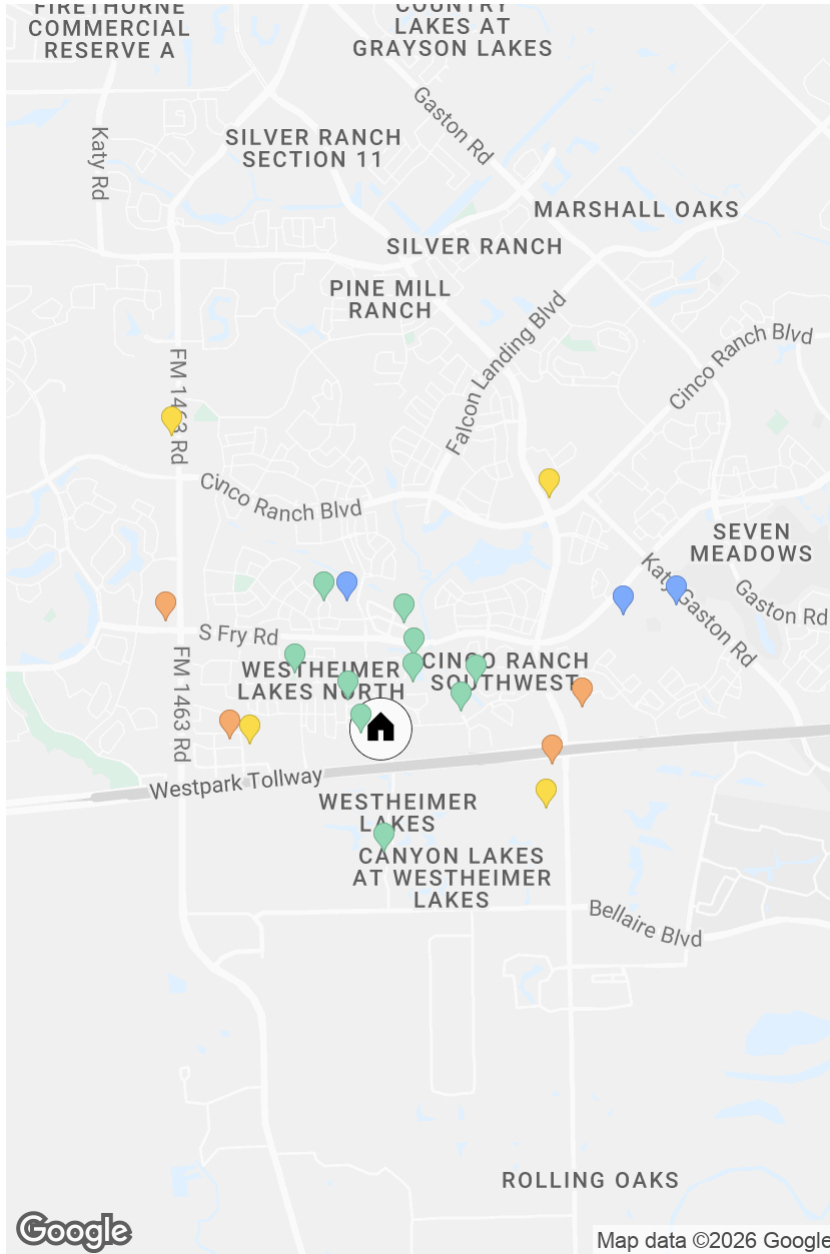 FIRETHORNE
COMMERCIAL
RESERVE A
COUNTRY
LAKES AT
GRAYSON LAKES
Gaston Rd
Katy Rd
SILVER RANCH
SECTION 11
MARSHALL OAKS
SILVER RANCH
PINE MILL
RANCH
Falcon Landing Blvd
Cinco Ranch Blvd
FM 1463 Rd
Cinco Ranch Blvd
SEVEN
MEADOWS
Katy Gaston Rd
Gaston Rd
S Fry Rd
WESTHEIMER
LAKES NORTH
CINCO RANCH
SOUTHWEST
FM 1463 Rd
Westpark Tollway
WESTHEIMER
LAKES
CANYON LAKES
AT WESTHEIMER
LAKES
Bellaire Blvd
ROLLING OAKS
Google
Map data ©2026 Google